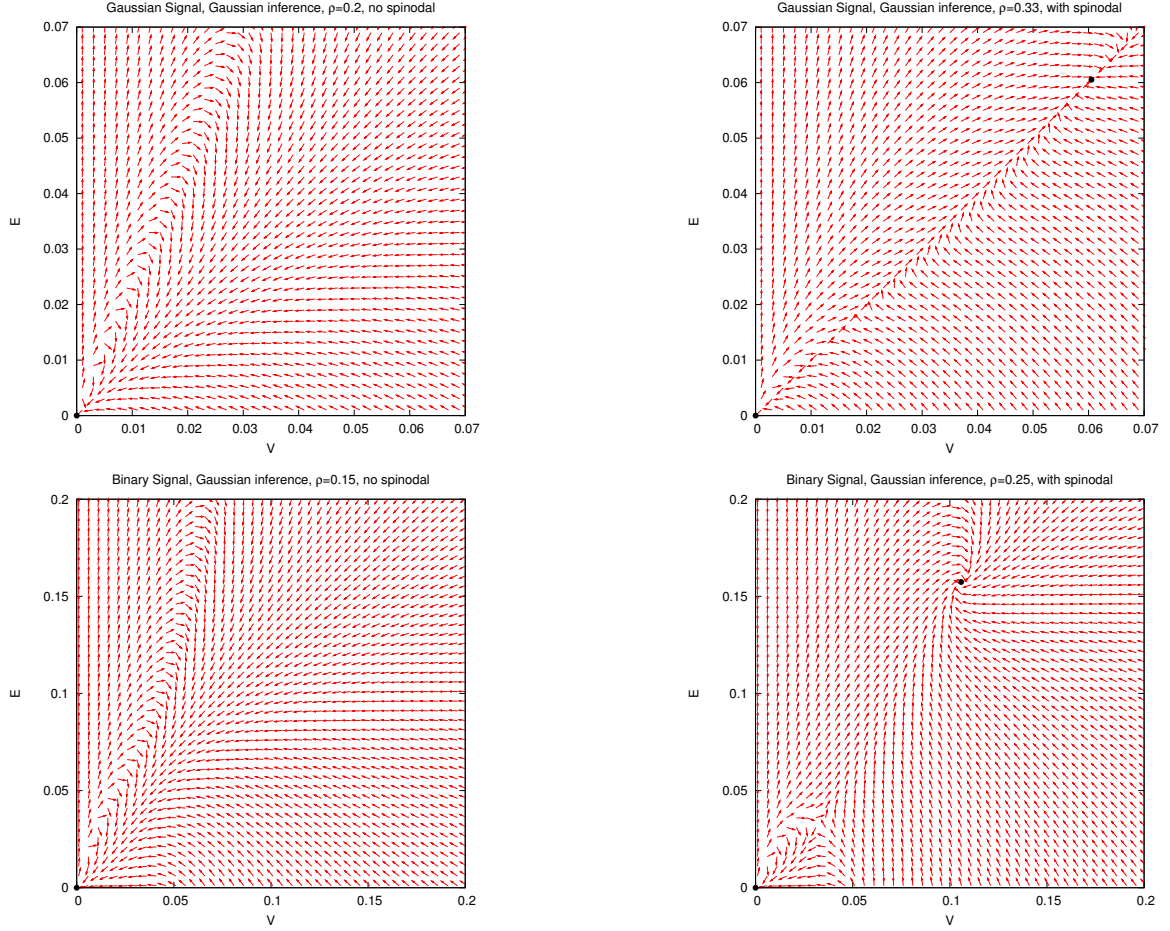 Gaussian Signal, Gaussian inference, ρ=0.2, no spinodal
0.07
0.06
0.05
0.04
E
0.03
0.02
0.01
0
0 0.01 0.02 0.03 0.04 0.05 0.06 0.07
V
Gaussian Signal, Gaussian inference, ρ=0.33, with spinodal
0.07
0.06
0.05
0.04
E
0.03
0.02
0.01
0
0 0.01 0.02 0.03 0.04 0.05 0.06 0.07
V
Binary Signal, Gaussian inference, ρ=0.15, no spinodal
0.2
0.15
E
0.1
0.05
0
0 0.05 0.1 0.15 0.2
V
Binary Signal, Gaussian inference, ρ=0.25, with spinodal
0.2
0.15
E
0.1
0.05
0
0 0.05 0.1 0.15 0.2
V